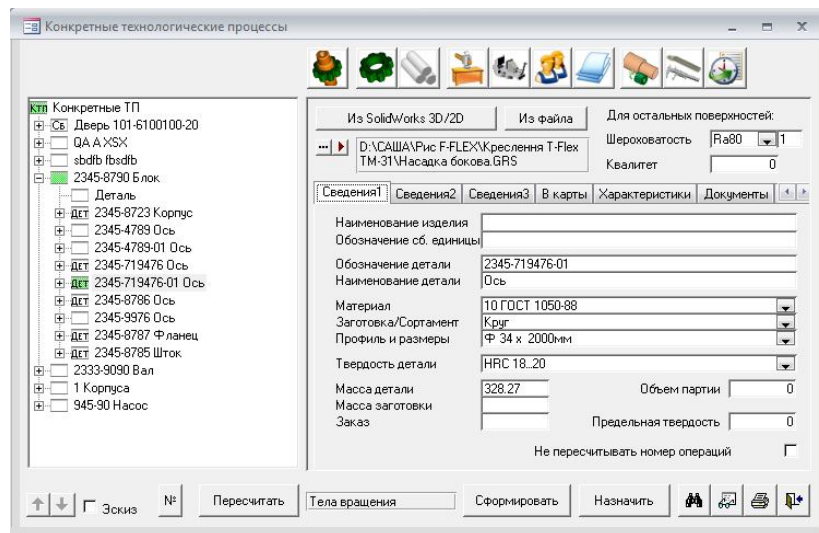 Конкретные технологические процессы
КТП Конкретные ТП
СБ Дверь 101-6100100-20
QA A XSX
sbdfb fbsdfb
2345-8790 Блок
Деталь
ДЕТ 2345-8723 Корпус
2345-4789 Ось
2345-4789-01 Ось
ДЕТ 2345-719476 Ось
ДЕТ 2345-719476-01 Ось
ДЕТ 2345-8786 Ось
2345-9976 Ось
ДЕТ 2345-8787 Фланец
ДЕТ 2345-8785 Шток
2333-9090 Вал
1 Корпуса
945-90 Насос
Из SolidWorks 3D/2D Из файла
Для остальных поверхностей:
Шероховатость Ra80 1
Квалитет 0
... D:\САША\Рис F-FLEX\Креслення T-Flex
ТМ-31\Насадка бокова.GRS
Сведения1 Сведения2 Сведения3 В карты Характеристики Документы
Наименование изделия
Обозначение сб. единицы
Обозначение детали 2345-719476-01
Наименование детали Ось
Материал 10 ГОСТ 1050-88
Заготовка/Сортамент Круг
Профиль и размеры Ф 34 x 2000мм
Твердость детали HRC 18..20
Масса детали 328.27 Объем партии 0
Масса заготовки
Заказ Предельная твердость 0
Не пересчитывать номер операций
Эскиз № Пересчитать Тела вращения Сформировать Назначить